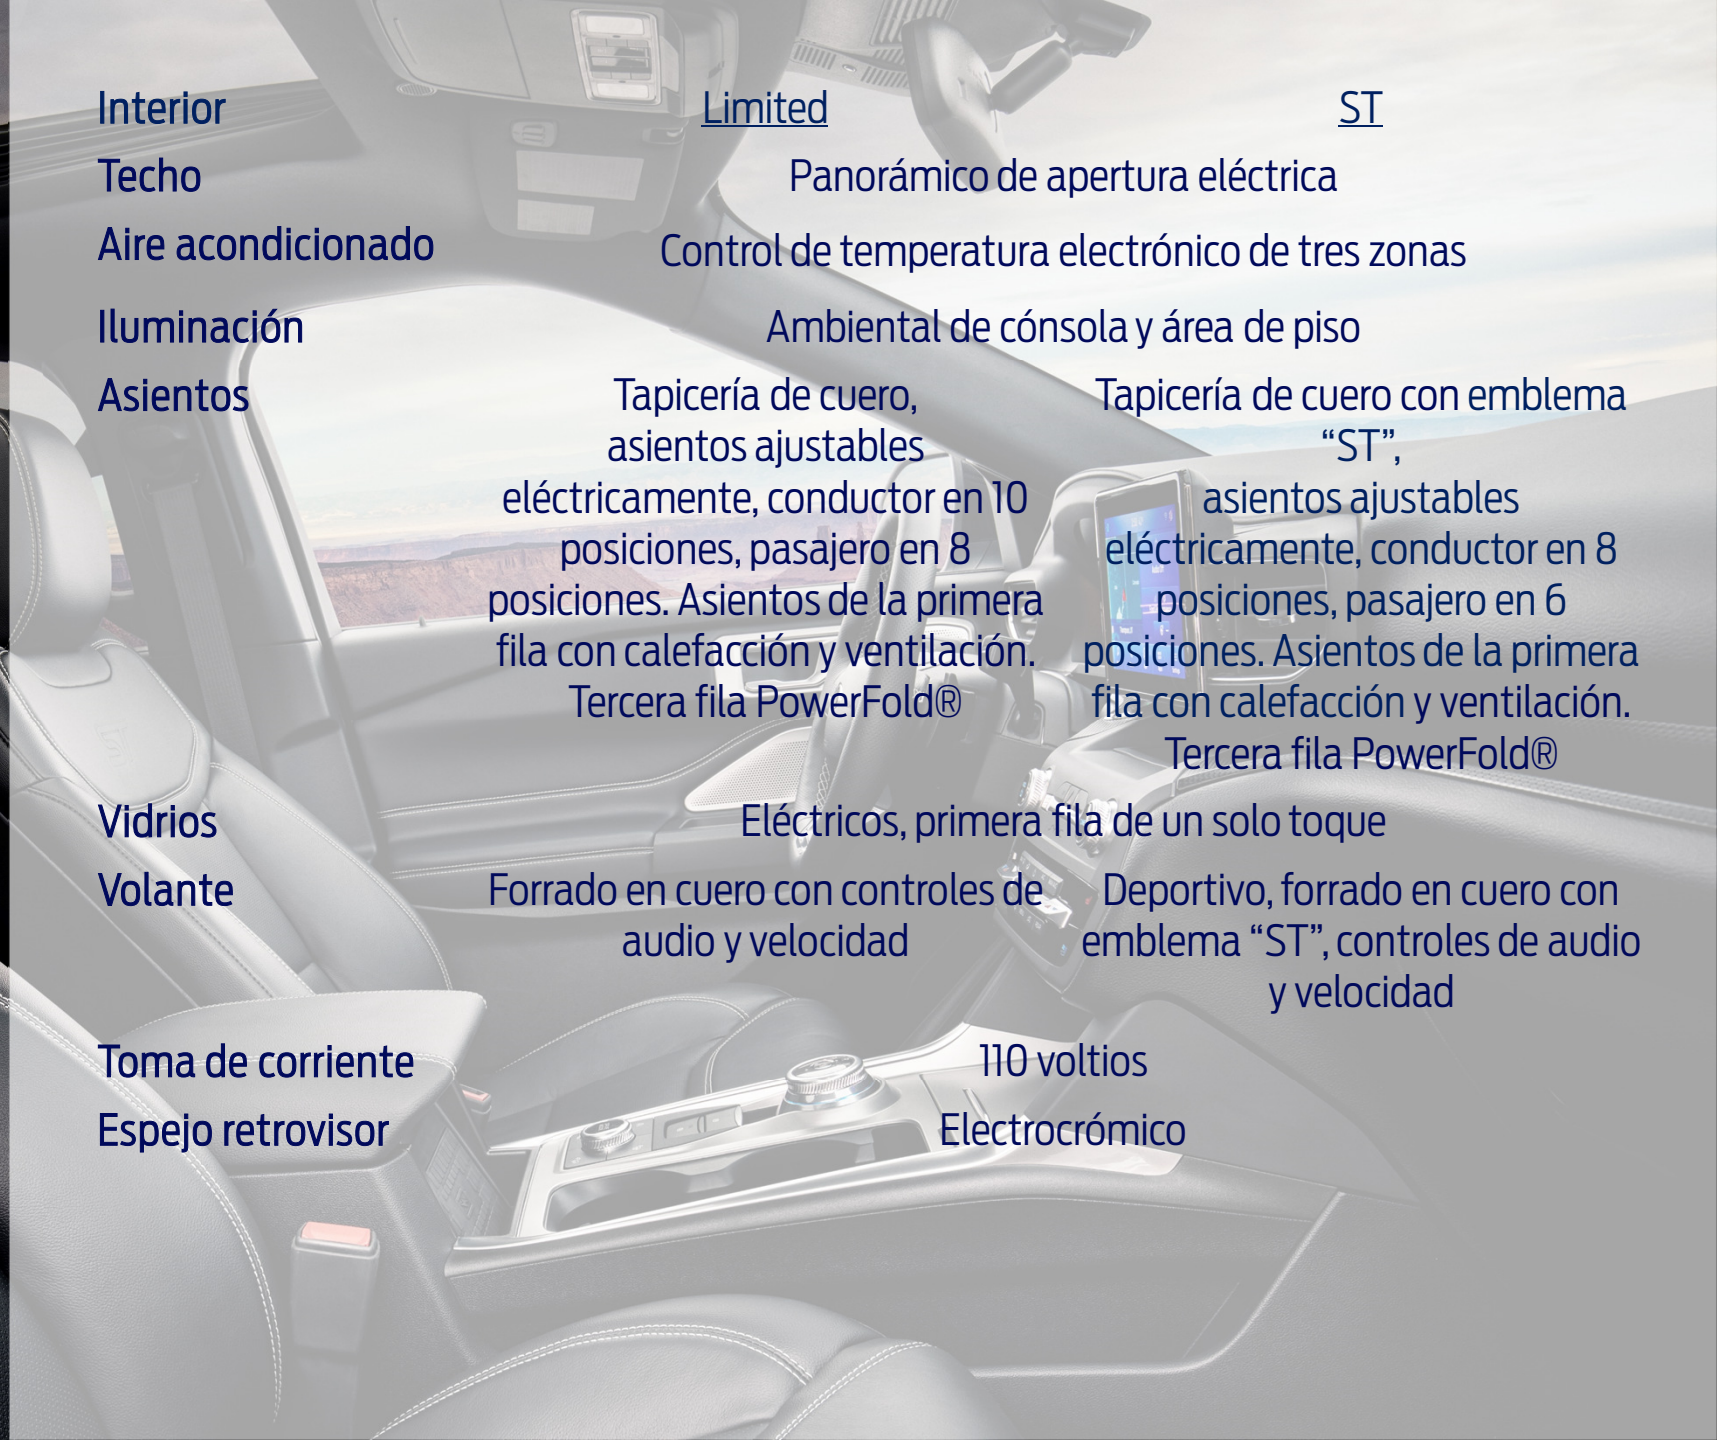 Interior Limited ST
Techo Panorámico de apertura eléctrica
Aire acondicionado Control de temperatura electrónico de tres zonas
Iluminación Ambiental de cónsola y área de piso
Asientos
Tapicería de cuero,
asientos ajustables
eléctricamente, conductor en 10
posiciones, pasajero en 8
posiciones. Asientos de la primera
fila con calefacción y ventilación.
Tercera fila PowerFold®
Tapicería de cuero con emblema
“ST”,
asientos ajustables
eléctricamente, conductor en 8
posiciones, pasajero en 6
posiciones. Asientos de la primera
fila con calefacción y ventilación.
Tercera fila PowerFold®
Vidrios Eléctricos, primera fila de un solo toque
Volante
Forrado en cuero con controles de
audio y velocidad
Deportivo, forrado en cuero con
emblema “ST”, controles de audio
y velocidad
Toma de corriente 110 voltios
Espejo retrovisor Electrocrómico